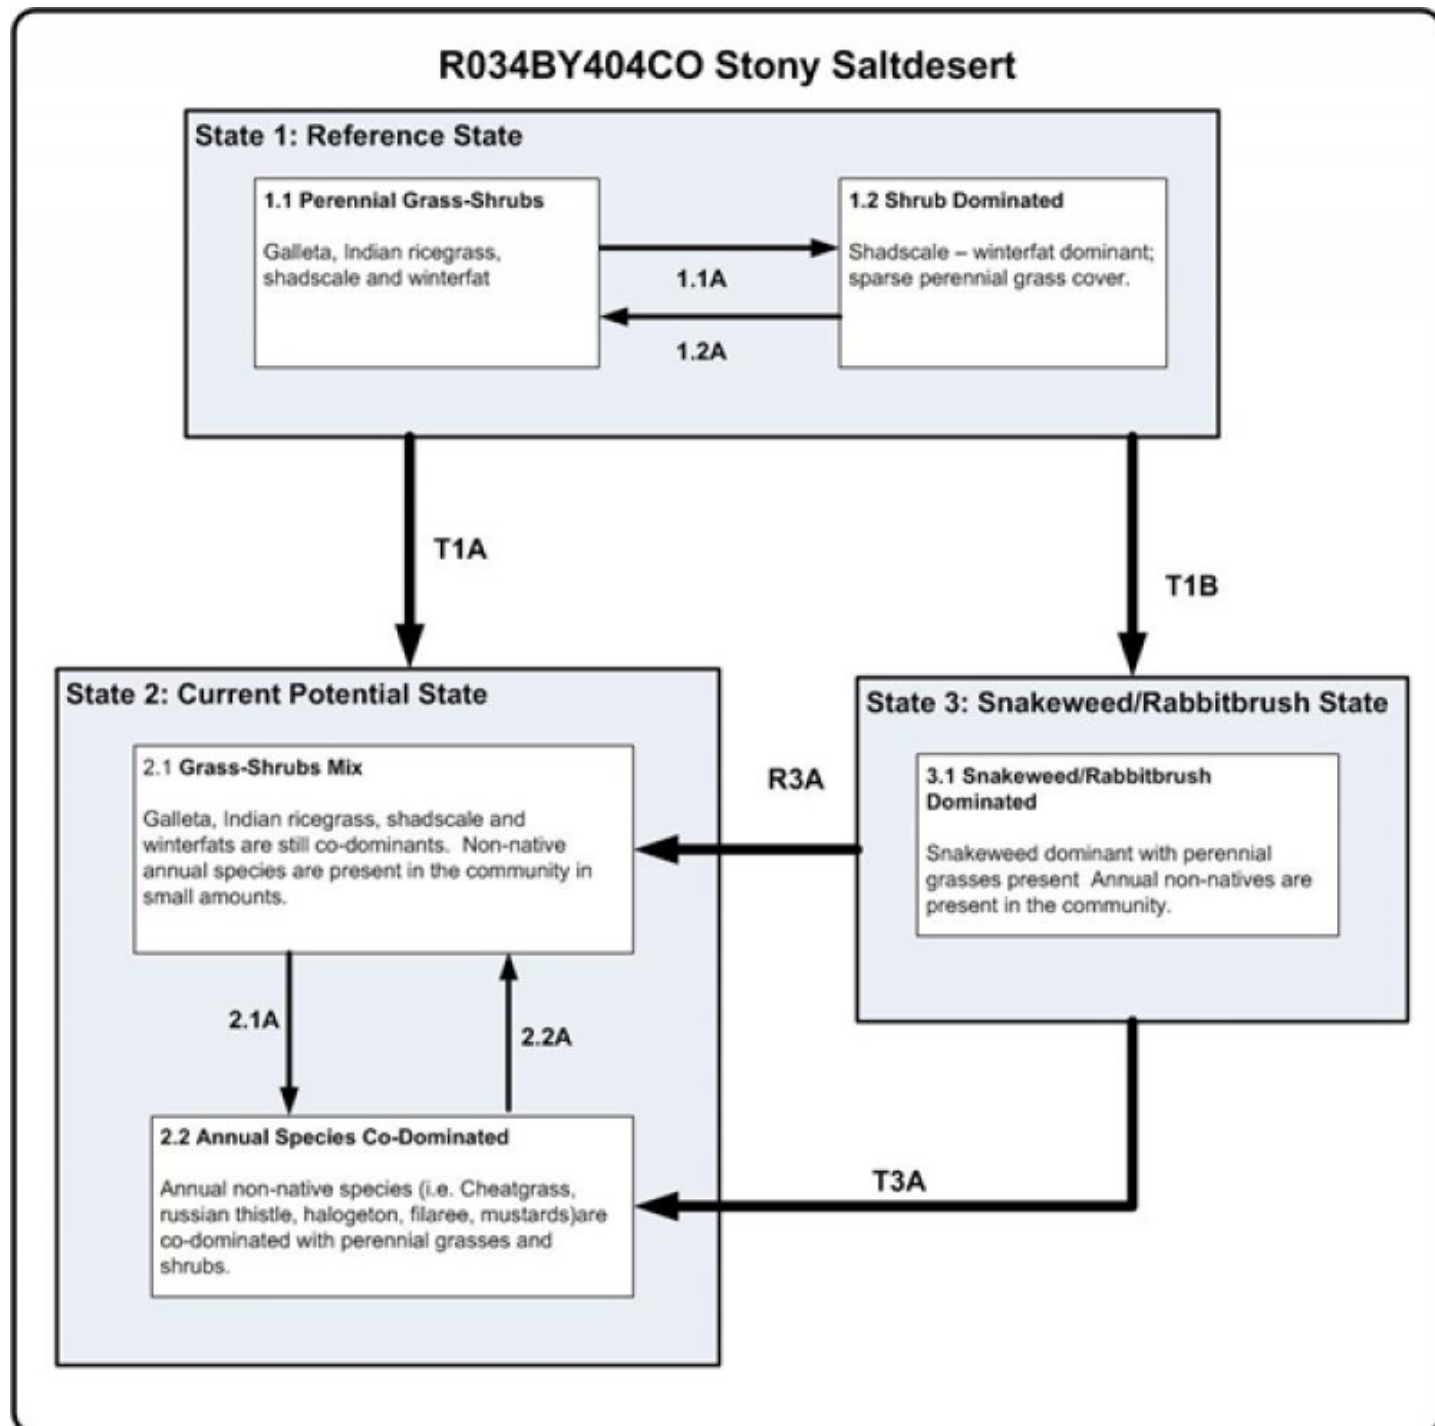 R034BY404CO Stony Saltdesert
State 1: Reference State
1.1 Perennial Grass-Shrubs
Galleta, Indian ricegrass,
shadscale and winterfat
1.1A
1.2A
1.2 Shrub Dominated
Shadscale – winterfat dominant;
sparse perennial grass cover.
T1A
T1B
State 2: Current Potential State
2.1 Grass-Shrubs Mix
Galleta, Indian ricegrass, shadscale and
winterfats are still co-dominants.  Non-native
annual species are present in the community in
small amounts.
2.1A
2.2A
2.2 Annual Species Co-Dominated
Annual non-native species (i.e. Cheatgrass,
russian thistle, halogeton, filaree, mustards)are
co-dominated with perennial grasses and
shrubs.
R3A
State 3: Snakeweed/Rabbitbrush State
3.1 Snakeweed/Rabbitbrush
Dominated
Snakeweed dominant with perennial
grasses present  Annual non-natives are
present in the community.
T3A